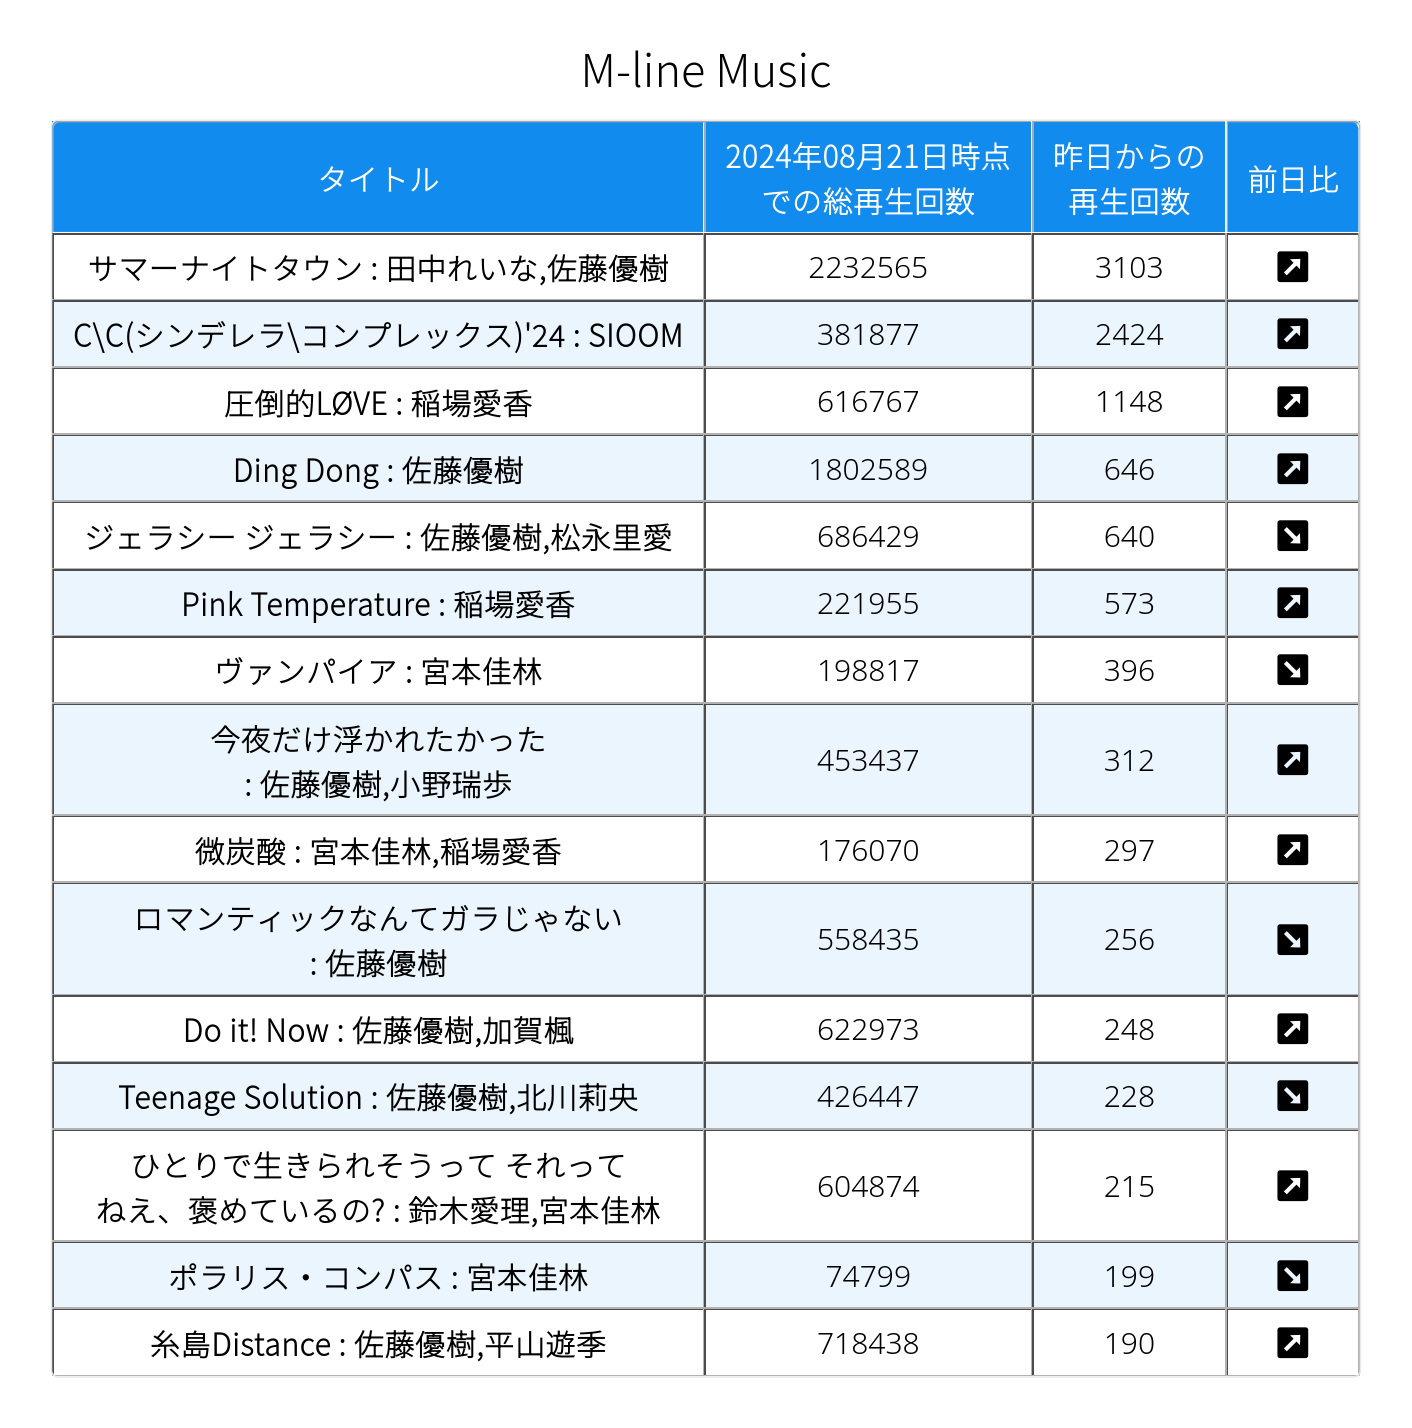 M-line Music
タイトル
2024年08月21日時点
での総再生回数
昨日からの
再生回数
前日比
サマーナイトタウン : 田中れいな,佐藤優樹
2232565
3103
C\C(シンデレラ\コンプレックス)'24 : SIOOM
381877
2424
圧倒的LØVE : 稲場愛香
616767
1148
Ding Dong : 佐藤優樹
1802589
646
ジェラシー ジェラシー : 佐藤優樹,松永里愛
686429
640
Pink Temperature : 稲場愛香
221955
573
ヴァンパイア : 宮本佳林
198817
396
今夜だけ浮かれたかった
: 佐藤優樹,小野瑞歩
453437
312
微炭酸 : 宮本佳林,稲場愛香
176070
297
ロマンティックなんてガラじゃない
: 佐藤優樹
558435
256
Do it! Now : 佐藤優樹,加賀楓
622973
248
Teenage Solution : 佐藤優樹,北川莉央
426447
228
ひとりで生きられそうって それって
ねえ、褒めているの? : 鈴木愛理,宮本佳林
604874
215
ポラリス・コンパス : 宮本佳林
74799
199
糸島Distance : 佐藤優樹,平山遊季
718438
190